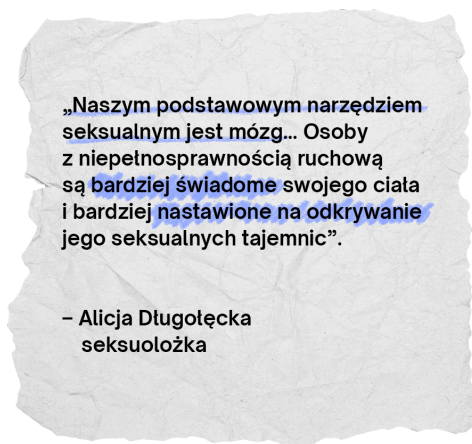 „Naszym podstawowym narzędziem
seksualnym jest mózg... Osoby
z niepełnosprawnością ruchową
są bardziej świadome swojego ciała
i bardziej nastawione na odkrywanie
jego seksualnych tajemnic”.
– Alicja Długołęcka
seksuolożka